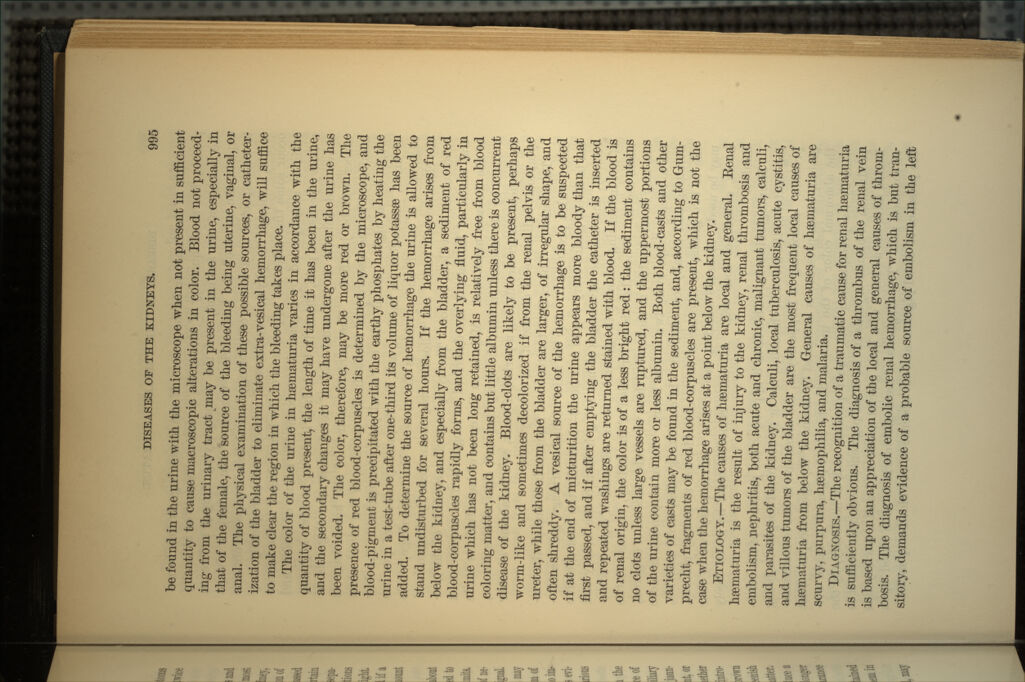 DISEASES OF THE KIDNEYS. 995
be found in the urine with the microscope when not present in sufficient
quantity to cause macroscopic alterations in color. Blood not proceed-
ing from the urinary tract may be present in the urine, especially in
that of the female, the source of the bleeding being uterine, vaginal, or
anal. The physical examination of these possible sources, or catheter-
ization of the bladder to eliminate extra-vesical hemorrhage, will suffice
to make clear the region in which the bleeding takes place.
The color of the urine in hæmaturia varies in accordance with the
quantity of blood present, the length of time it has been in the urine,
and the secondary changes it may have undergone after the urine has
been voided. The color, therefore, may be more red or brown. The
presence of red blood-corpuscles is determined by the microscope, and
blood-pigment is precipitated with the earthy phosphates by heating the
urine in a test-tube after one-third its volume of liquor potassæ has been
added. To determine the source of hemorrhage the urine is allowed to
stand undisturbed for several hours. If the hemorrhage arises from
below the kidney, and especially from the bladder, a sediment of red
blood-corpuscles rapidly forms, and the overlying fluid, particularly in
urine which has not been long retained, is relatively free from blood
coloring matter, and contains but little albumin unless there is concurrent
disease of the kidney. Blood-clots are likely to be present, perhaps
worm-like and sometimes decolorized if from the renal pelvis or the
ureter, while those from the bladder are larger, of irregular shape, and
often shreddy. A vesical source of the hemorrhage is to be suspected
if at the end of micturition the urine appears more bloody than that
first passed, and if after emptying the bladder the catheter is inserted
and repeated washings are returned stained with blood. If the blood is
of renal origin, the color is of a less bright red: the sediment contains
no clots unless large vessels are ruptured, and the uppermost portions
of the urine contain more or less albumin. Both blood-casts and other
varieties of casts may be found in the sediment, and, according to Gum-
precht, fragments of red blood-corpuscles are present, which is not the
case when the hemorrhage arises at a point below the kidney.
ETIOLOGY.—The causes of hæmaturia are local and general. Renal
hæmaturia is the result of injury to the kidney, renal thrombosis and
embolism, nephritis, both acute and chronic, malignant tumors, calculi,
and parasites of the kidney. Calculi, local tuberculosis, acute cystitis,
and villous tumors of the bladder are the most frequent local causes of
hæmaturia from below the kidney. General causes of hæmaturia are
scurvy, purpura, hæmophilia, and malaria.
DIAGNOSIS.—The recognition of a traumatic cause for renal hæmaturia
is sufficiently obvious. The diagnosis of a thrombus of the renal vein
is based upon an appreciation of the local and general causes of throm-
bosis. The diagnosis of embolic renal hemorrhage, which is but tran-
sitory, demands evidence of a probable source of embolism in the left